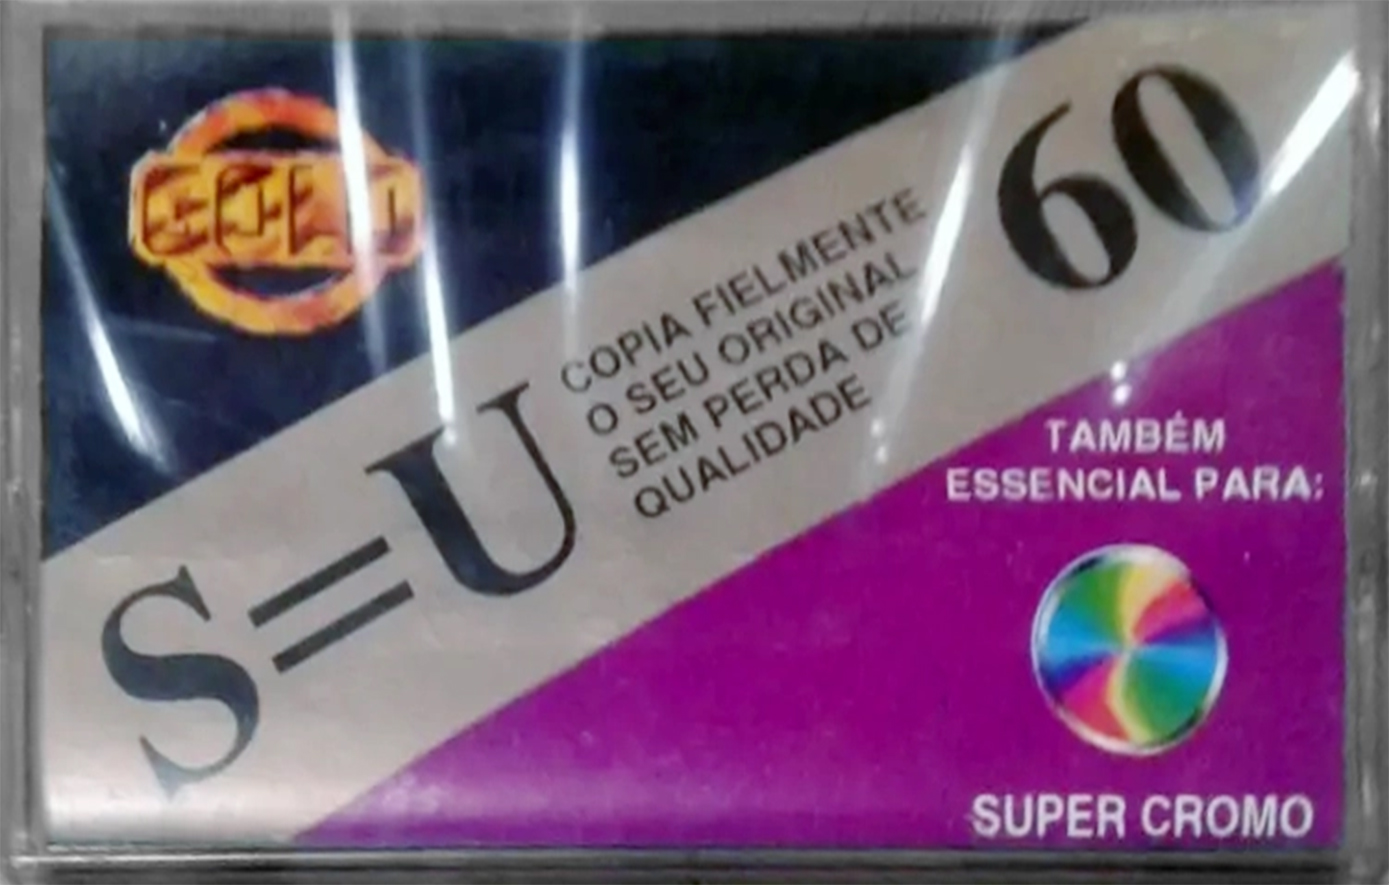 60
COPIA FIELMENTE
O SEU ORIGINAL
SEM PERDA DE
QUALIDADE
S=U
TAMBÉM
ESSENCIAL PARA:
SUPER CROMO